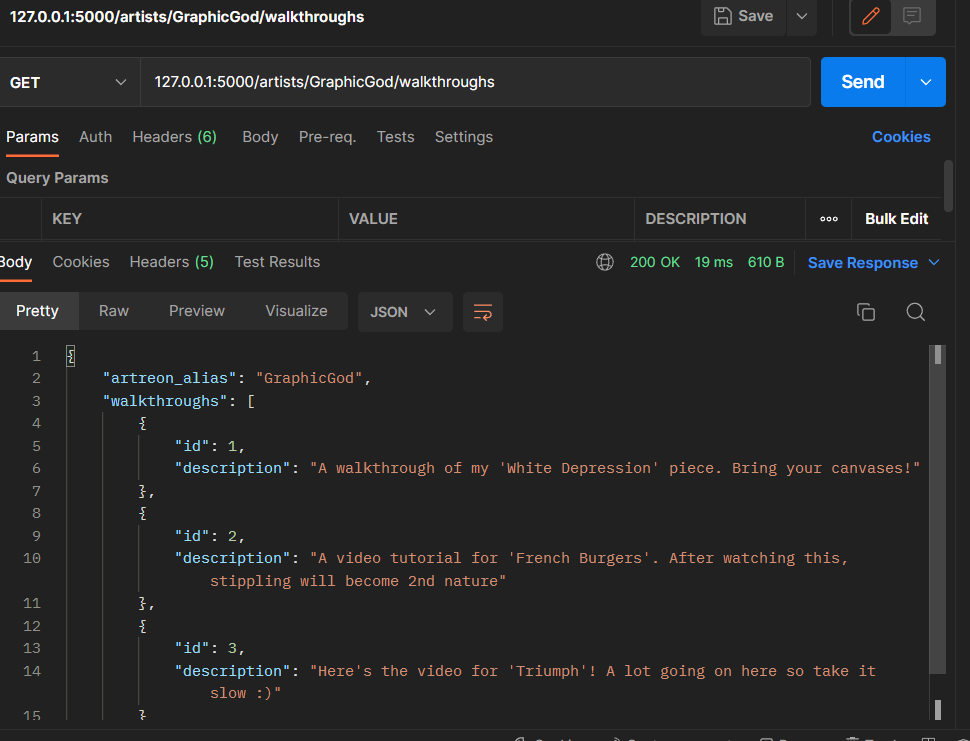 127.0.0.1:5000/artists/GraphicGod/walkthroughs
Save
GET
127.0.0.1:5000/artists/GraphicGod/walkthroughs
Send
Params Auth Headers (6) Body Pre-req. Tests Settings Cookies
Query Params
KEY VALUE DESCRIPTION Bulk Edit
Body Cookies Headers (5) Test Results 200 OK 19 ms 610 B Save Response
Pretty Raw Preview Visualize JSON
1 {
2 "artreon_alias": "GraphicGod",
3 "walkthroughs": [
4 {
5 "id": 1,
6 "description": "A walkthrough of my 'White Depression' piece. Bring your canvases!"
7 },
8 {
9 "id": 2,
10 "description": "A video tutorial for 'French Burgers'. After watching this,
stippling will become 2nd nature"
11 },
12 {
13 "id": 3,
14 "description": "Here's the video for 'Triumph'! A lot going on here so take it
slow :)"
15 }